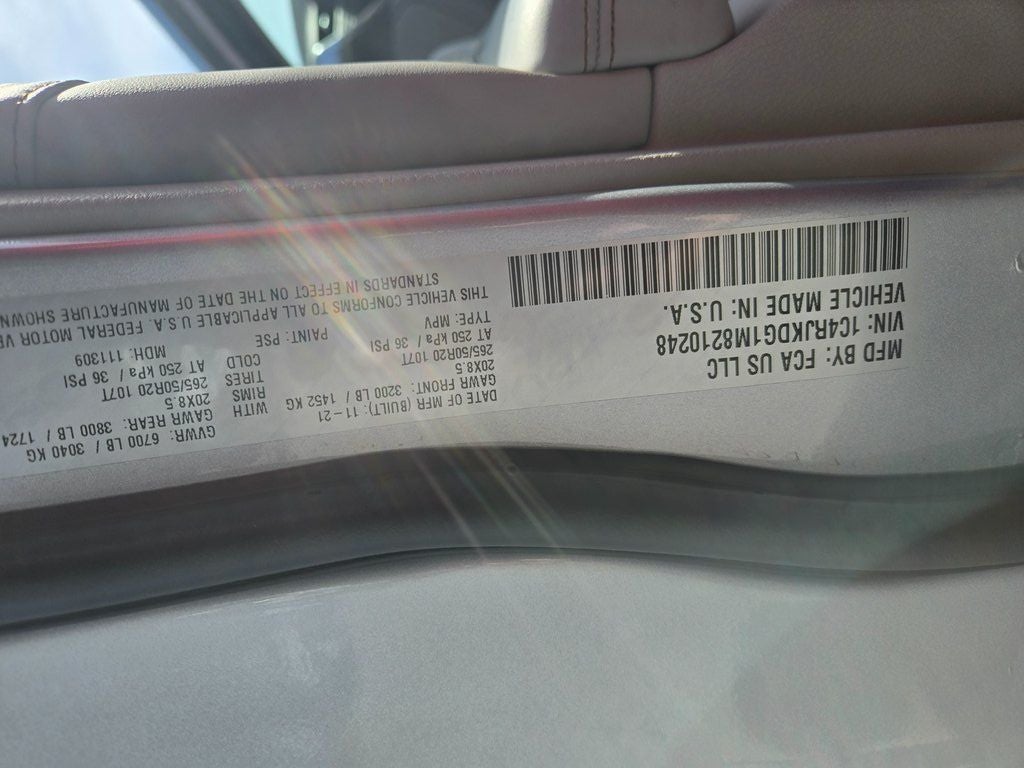 MFD BY: FCA US LLC
VIN: 1C4RJKDG1M8210248
VEHICLE MADE IN: U.S.A.
DATE OF MFR (BUILT): 11-21
GAWR FRONT: 3200 LB / 1452 KG
20X8.5
265/50R20 107T
AT 250 kPa / 36 PSI
TYPE: MPV
WITH
RIMS
TIRES
COLD
PAINT: PSE
GVWR: 6700 LB / 3040 KG
GAWR REAR: 3800 LB / 1724
20X8.5
265/50R20 107T
AT 250 kPa / 36 PSI
MDH: 111309
THIS VEHICLE CONFORMS TO ALL APPLICABLE U.S.A. FEDERAL MOTOR
STANDARDS IN EFFECT ON THE DATE OF MANUFACTURE SHOWN